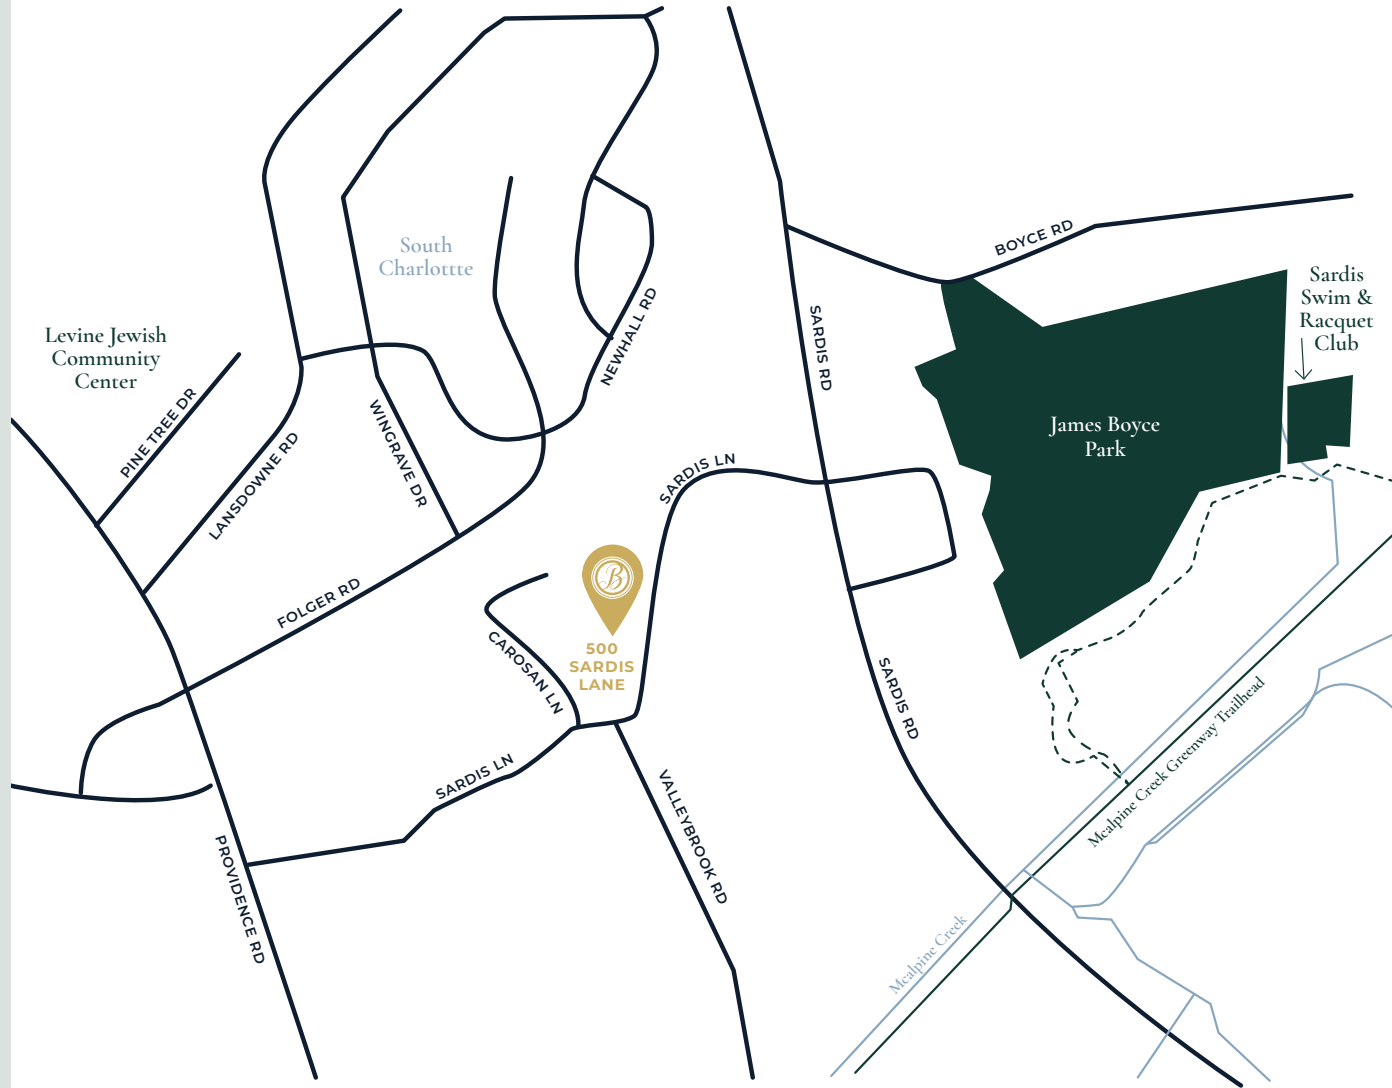 South
Charlottte
Levine Jewish
Community
Center
PINE TREE DR
LANSDOWNE RD
WINGRAVE DR
NEWHALL RD
FOLGER RD
BOYCE RD
SARDIS RD
Sardis
Swim &
Racquet
Club
James Boyce
Park
SARDIS LN
B
500
SARDIS
LANE
CAROSAN LN
SARDIS LN
VALLEYBROOK RD
PROVIDENCE RD
SARDIS RD
Mcalpine Creek Greenway Trailhead
Mcalpine Creek